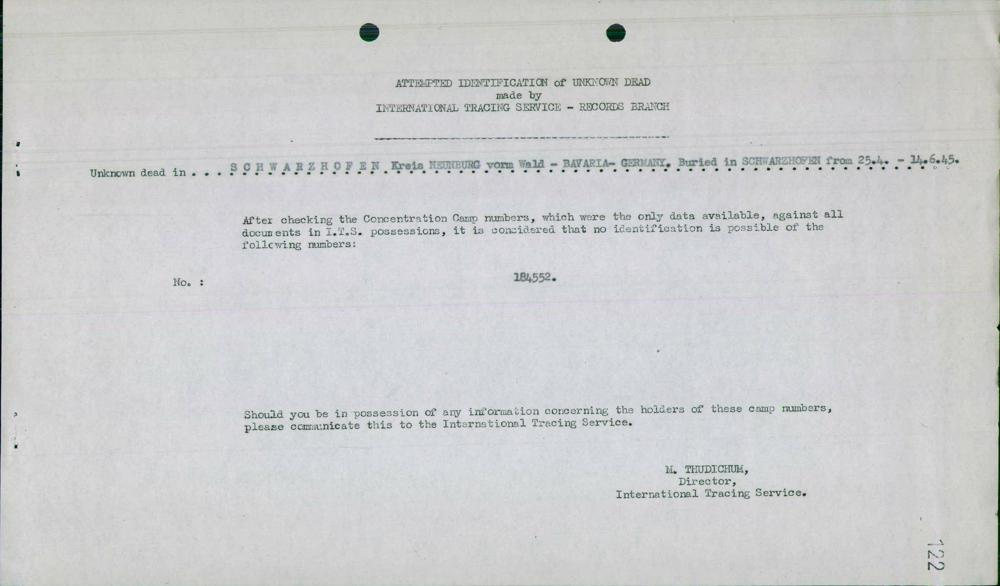 ATTEMPTED IDENTIFICATION of UNKNOWN DEAD
made by
INTERNATIONAL TRACING SERVICE - RECORDS BRANCH
Unknown dead in . . . S C H W A R Z H O F E N . Kreis NEUNBURG vorm Wald - BAVARIA- GERMANY. Buried in SCHWARZHOFEN from 25.4. - 14.6.45.
After checking the Concentration Camp numbers, which were the only data available, against all
documents in I.T.S. possessions, it is considered that no identification is possible of the
following numbers:
No. : 184552.
Should you be in possession of any information concerning the holders of these camp numbers,
please communicate this to the International Tracing Service.
M. THUDICHUM,
Director,
International Tracing Service.
122